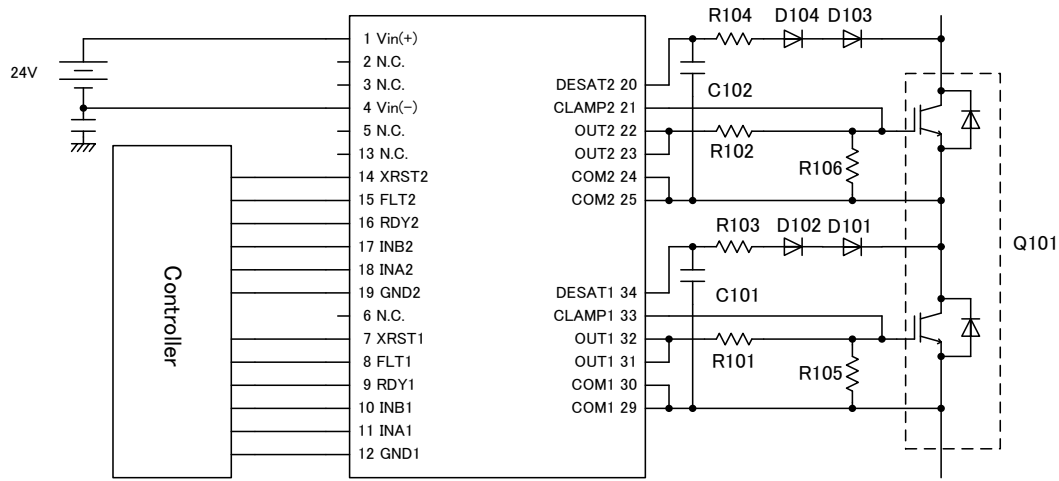 R104
D104
D103
1 Vin(+)
24V
2 N.C.
3 N.C.
DESAT2 20
C102
4 Vin(−)
CLAMP2 21
5 N.C.
OUT2 22
13 N.C.
OUT2 23
R102
R106
14 XRST2
COM2 24
15 FLT2
COM2 25
16 RDY2
R103
D102
D101
17 INB2
Q101
18 INA2
19 GND2
DESAT1 34
C101
6 N.C.
CLAMP1 33
Controller
7 XRST1
OUT1 32
8 FLT1
OUT1 31
R101
R105
9 RDY1
COM1 30
10 INB1
COM1 29
11 INA1
12 GND1